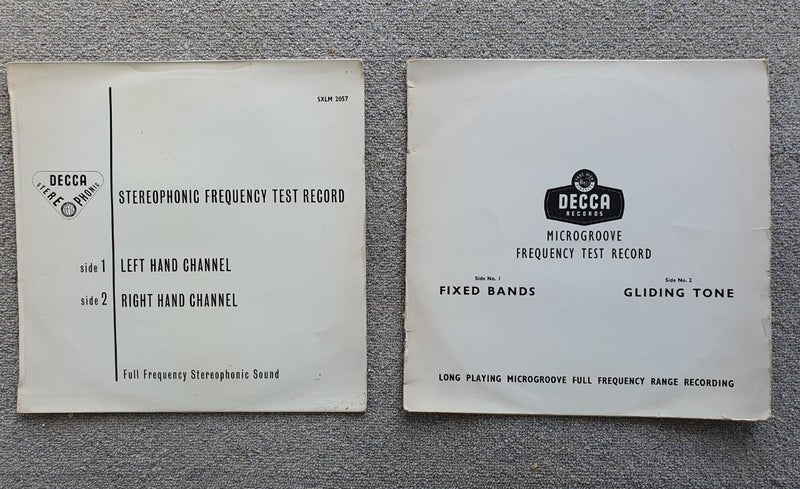 SXLM 2057
DECCA
STEREOPHONIC
STEREOPHONIC FREQUENCY TEST RECORD
side 1 LEFT HAND CHANNEL
side 2 RIGHT HAND CHANNEL
Full Frequency Stereophonic Sound
DECCA
RECORDS
MICROGROOVE
FREQUENCY TEST RECORD
Side No. 1
FIXED BANDS
Side No. 2
GLIDING TONE
LONG PLAYING MICROGROOVE FULL FREQUENCY RANGE RECORDING